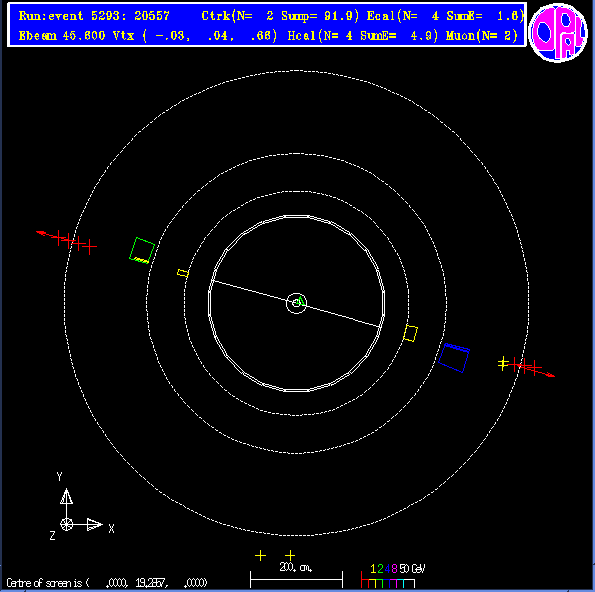 Run:event 5293: 20557 Ctrk(N= 2 Sump= 91.9) Ecal(N= 4 SumE= 1.6)
Ebeam 45.600 Vtx ( -.03, .04, .66) Hcal(N= 4 SumE= 4.9) Muon(N= 2)
OPAL
Y
X
Z
200. cm.
1 2 4 8 50 GeV
Centre of screen is ( .0000, 19.2857, .0000)